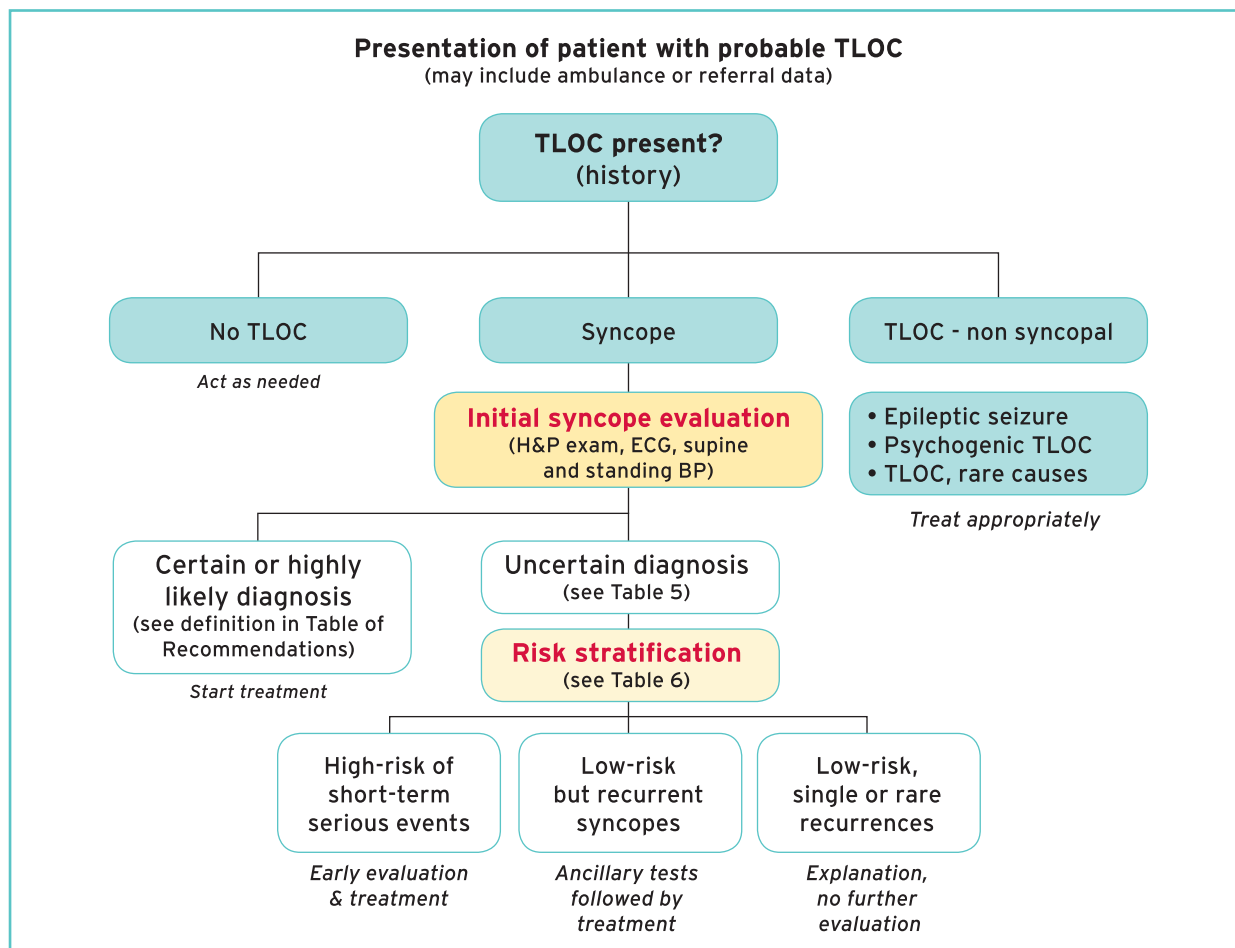 Presentation of patient with probable TLOC
(may include ambulance or referral data)
TLOC present?
(history)
No TLOC
Act as needed
Syncope
TLOC - non syncopal
Initial syncope evaluation
(H&P exam, ECG, supine
and standing BP)
• Epileptic seizure
• Psychogenic TLOC
• TLOC, rare causes
Treat appropriately
Certain or highly
likely diagnosis
(see definition in Table of
Recommendations)
Start treatment
Uncertain diagnosis
(see Table 5)
Risk stratification
(see Table 6)
High-risk of
short-term
serious events
Early evaluation
& treatment
Low-risk
but recurrent
syncopes
Ancillary tests
followed by
treatment
Low-risk,
single or rare
recurrences
Explanation,
no further
evaluation